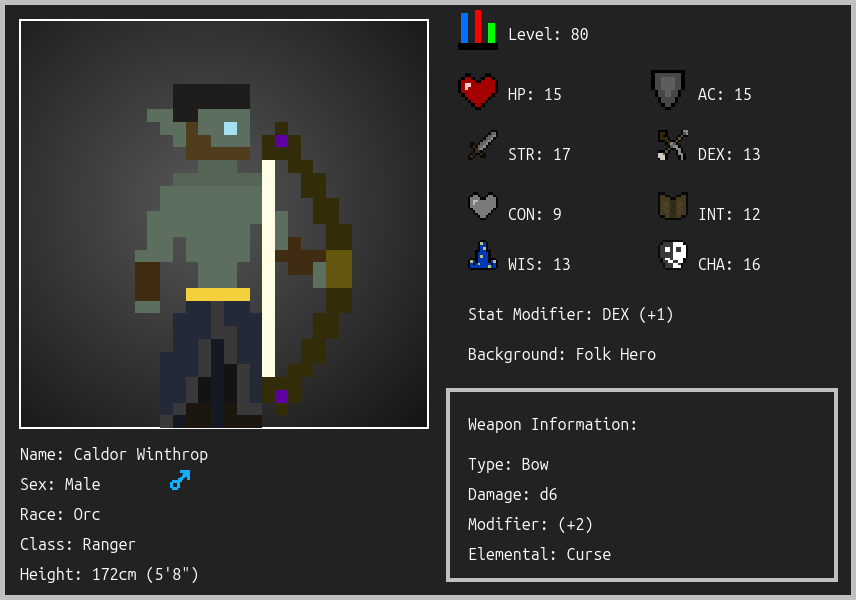 Level: 80
HP: 15
AC: 15
STR: 17
DEX: 13
CON: 9
INT: 12
WIS: 13
CHA: 16
Stat Modifier: DEX (+1)
Background: Folk Hero
Weapon Information:
Type: Bow
Damage: d6
Modifier: (+2)
Elemental: Curse
Name: Caldor Winthrop
Sex: Male
Race: Orc
Class: Ranger
Height: 172cm (5'8")